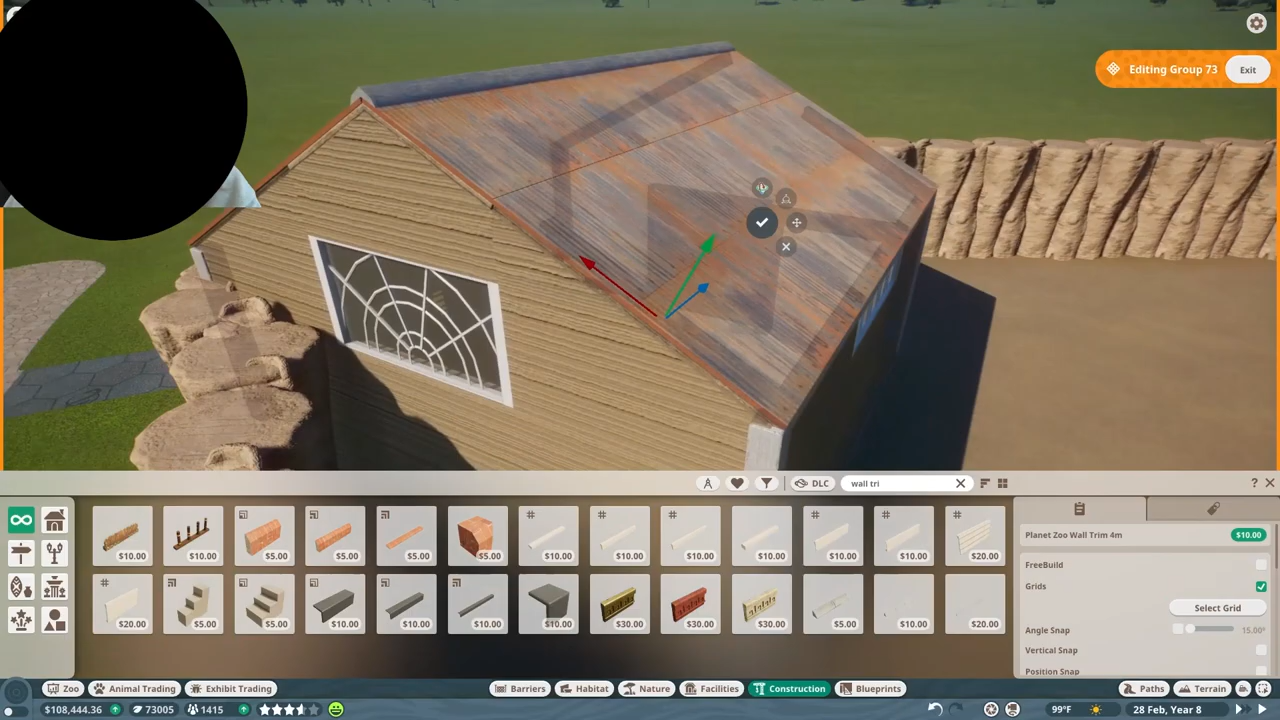 Editing Group 73
Exit
DLC
wall tri
$10.00
$10.00
$5.00
$5.00
$5.00
$5.00
$10.00
$10.00
$10.00
$10.00
$10.00
$10.00
$20.00
$20.00
$5.00
$5.00
$10.00
$10.00
$10.00
$10.00
$30.00
$30.00
$30.00
$5.00
$10.00
$20.00
Planet Zoo Wall Trim 4m
$10.00
FreeBuild
Grids
Select Grid
Angle Snap
15.00°
Vertical Snap
Position Snap
Zoo
Animal Trading
Exhibit Trading
Barriers
Habitat
Nature
Facilities
Construction
Blueprints
Paths
Terrain
$108,444.36
73005
1415
99°F
28 Feb, Year 8